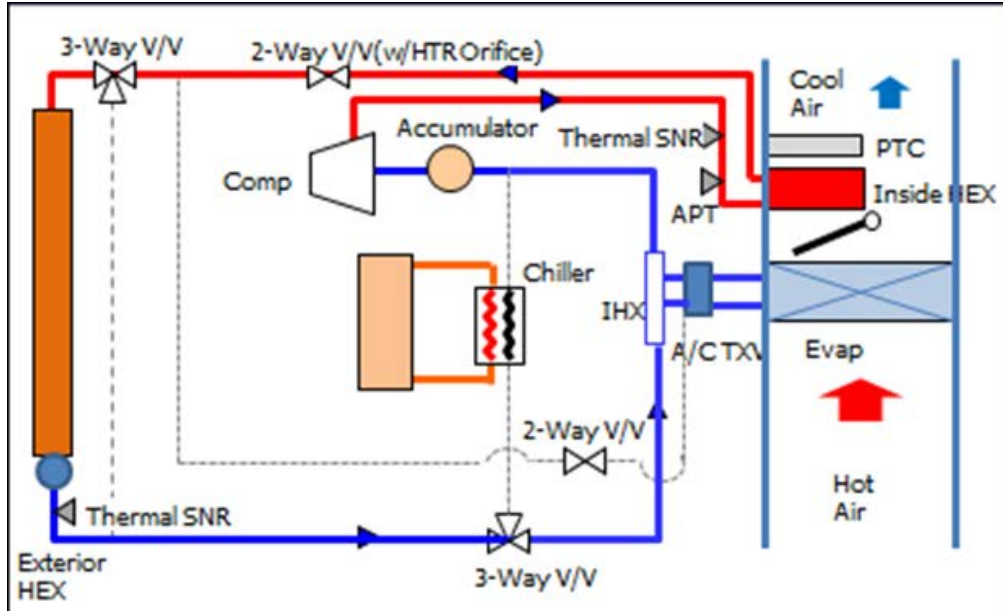 3-Way V/V
2-Way V/V(w/HTR Orifice)
Cool
Air
Accumulator
Thermal SNR
PTC
Comp
Inside HEX
APT
Chiller
IHX
A/C TXV
Evap
2-Way V/V
Thermal SNR
Hot
Air
Exterior
HEX
3-Way V/V